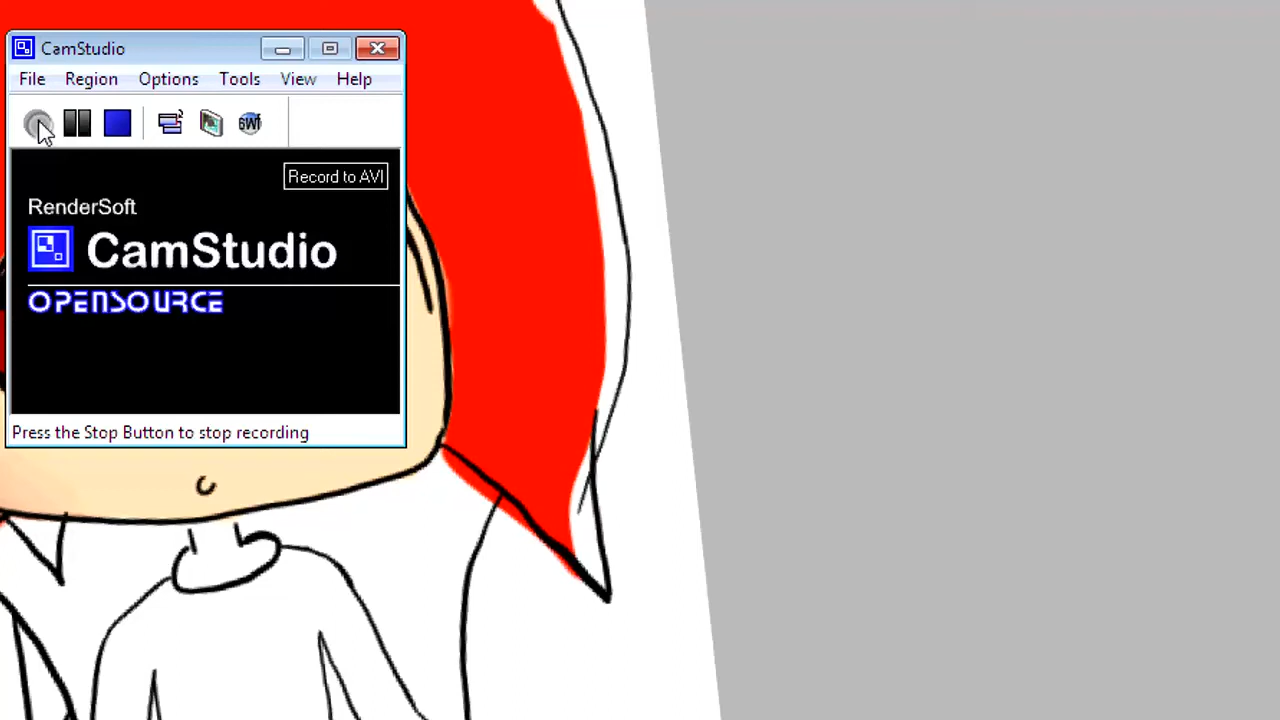 CamStudio
File Region Options Tools View Help
Record to AVI
RenderSoft
CamStudio
OPENSOURCE
Press the Stop Button to stop recording